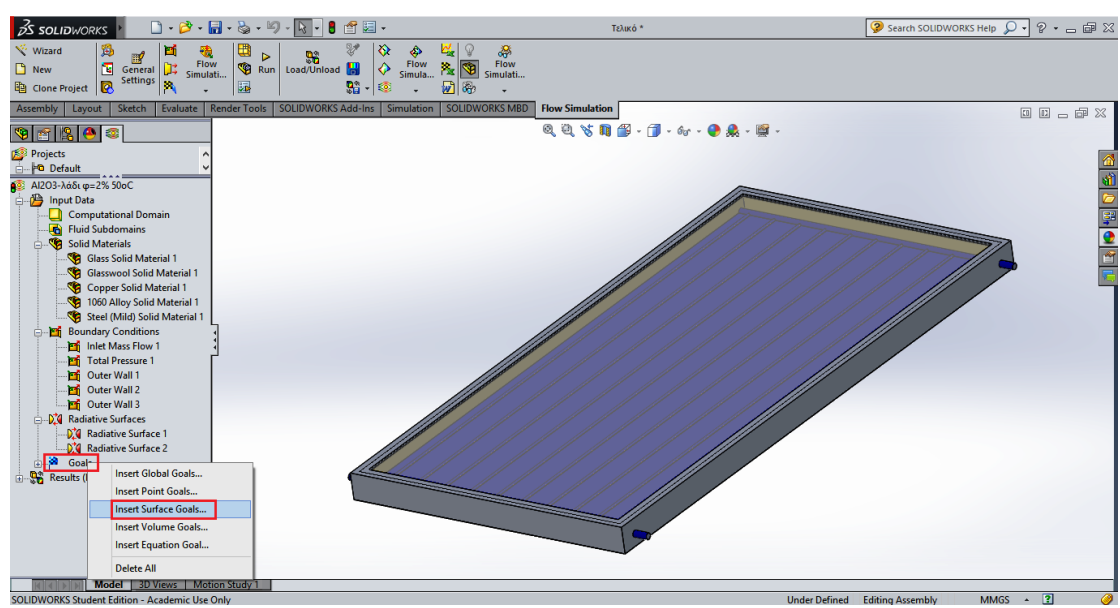 SOLIDWORKS
Τελικό *
Search SOLIDWORKS Help
Wizard
New
Clone Project
General
Settings
Flow
Simulati...
Run
Load/Unload
Flow
Simula...
Flow
Simulati...
Assembly Layout Sketch Evaluate Render Tools SOLIDWORKS Add-Ins Simulation SOLIDWORKS MBD Flow Simulation
Projects
Default
Al2O3-λάδι φ=2% 50oC
Input Data
Computational Domain
Fluid Subdomains
Solid Materials
Glass Solid Material 1
Glasswool Solid Material 1
Copper Solid Material 1
1060 Alloy Solid Material 1
Steel (Mild) Solid Material 1
Boundary Conditions
Inlet Mass Flow 1
Total Pressure 1
Outer Wall 1
Outer Wall 2
Outer Wall 3
Radiative Surfaces
Radiative Surface 1
Radiative Surface 2
Goals
Results (
Insert Global Goals...
Insert Point Goals...
Insert Surface Goals...
Insert Volume Goals...
Insert Equation Goal...
Delete All
Model 3D Views Motion Study 1
SOLIDWORKS Student Edition - Academic Use Only
Under Defined Editing Assembly MMGS